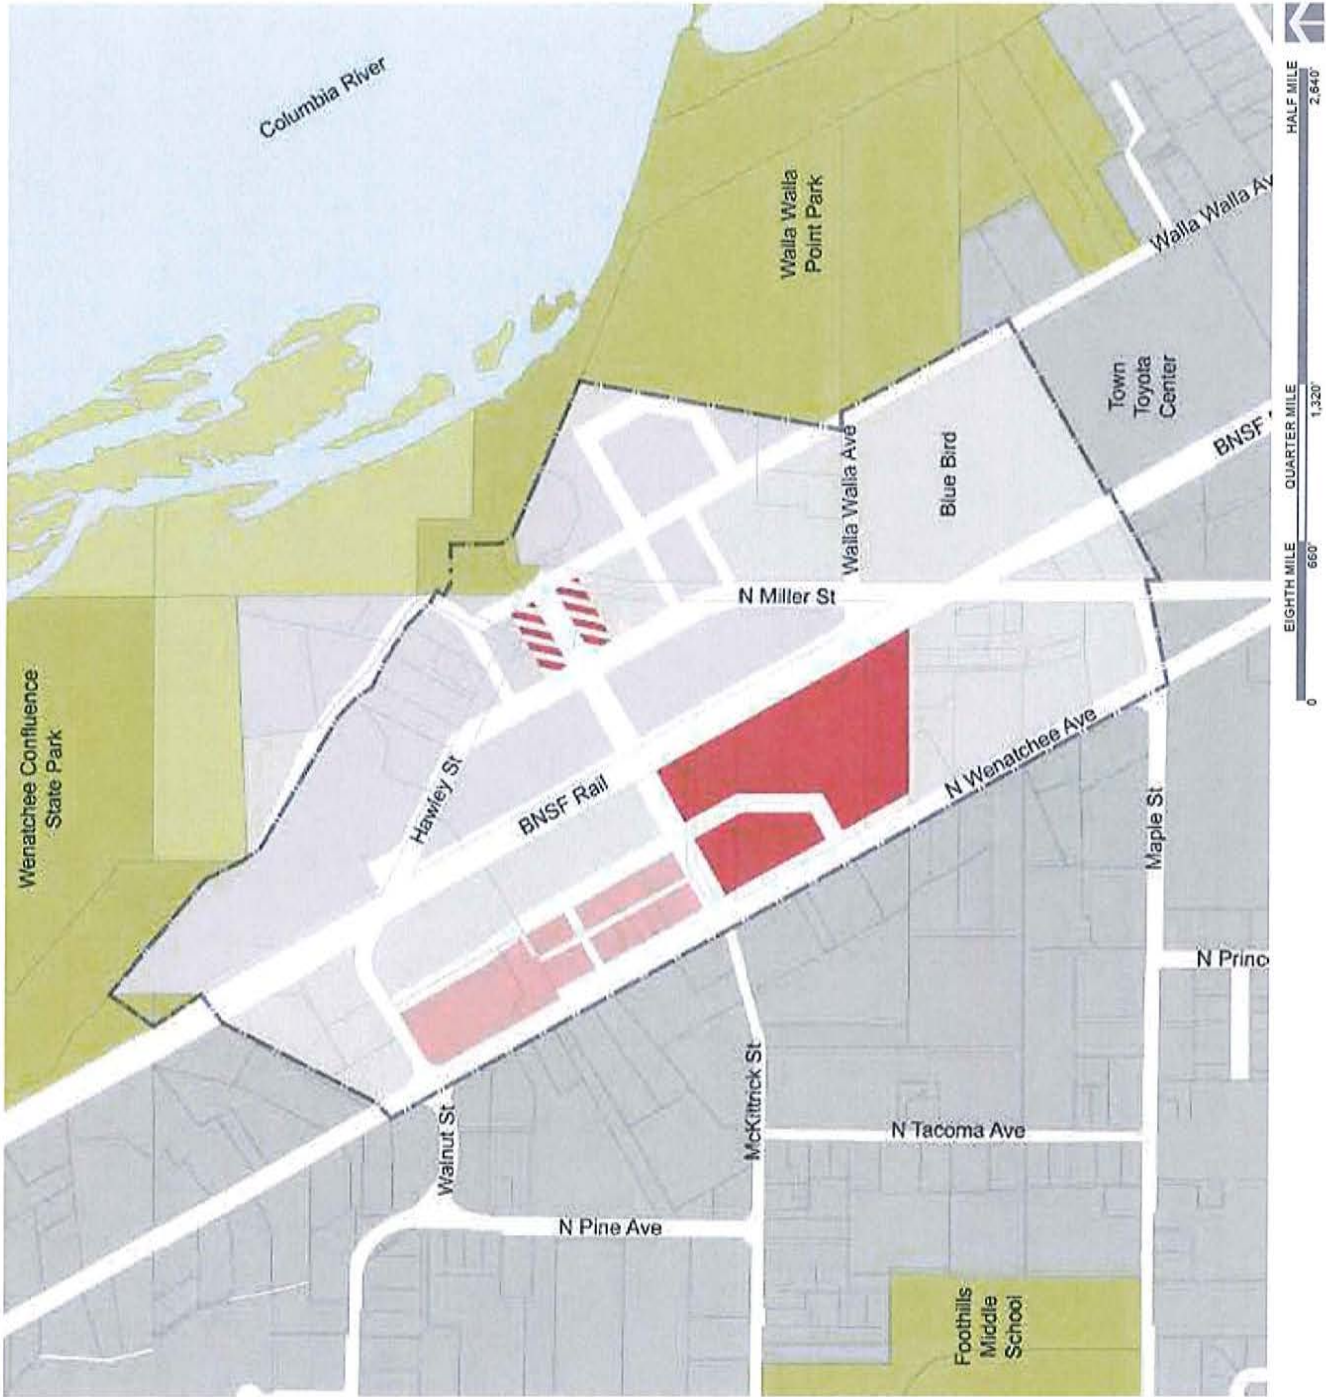 Columbia River
Wenatchee Confluence
State Park
Walla Walla
Point Park
Walla Walla Av
Town
Toyota
Center
BNSF
Walla Walla Ave
Blue Bird
N Miller St
Hawley St
BNSF Rail
N Wenatchee Ave
Maple St
N Princ
McKittrick St
Walnut St
N Tacoma Ave
N Pine Ave
Foothills
Middle
School
EIGHTH MILE
QUARTER MILE
HALF MILE
0
660'
1,320'
2,640'